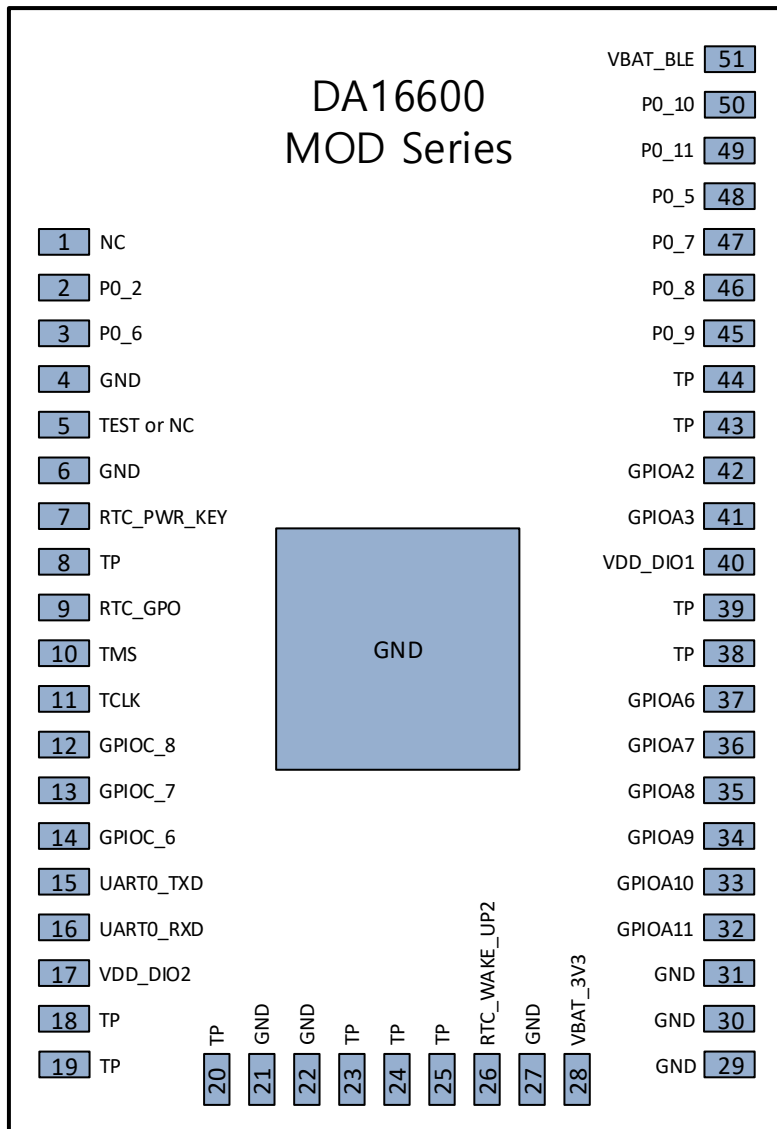 DA16600
MOD Series
1 NC
2 P0_2
3 P0_6
4 GND
5 TEST or NC
6 GND
7 RTC_PWR_KEY
8 TP
9 RTC_GPO
10 TMS
11 TCLK
12 GPIOC_8
13 GPIOC_7
14 GPIOC_6
15 UART0_TXD
16 UART0_RXD
17 VDD_DIO2
18 TP
19 TP
GND
TP 20
GND 21
GND 22
TP 23
TP 24
TP 25
RTC_WAKE_UP2 26
GND 27
VBAT_3V3 28
VBAT_BLE 51
P0_10 50
P0_11 49
P0_5 48
P0_7 47
P0_8 46
P0_9 45
TP 44
TP 43
GPIOA2 42
GPIOA3 41
VDD_DIO1 40
TP 39
TP 38
GPIOA6 37
GPIOA7 36
GPIOA8 35
GPIOA9 34
GPIOA10 33
GPIOA11 32
GND 31
GND 30
GND 29